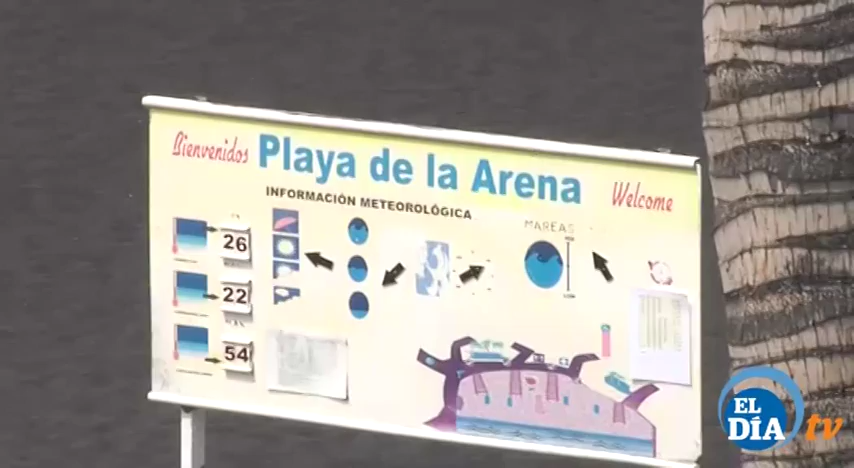 Bienvenidos Playa de la Arena Welcome
INFORMACIÓN METEOROLÓGICA
MAREAS
26
22
54
EL DÍA tv